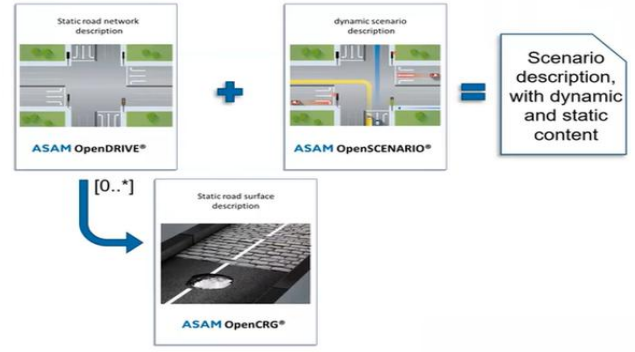 Static road network
description
ASAM OpenDRIVE®
dynamic scenario
description
ASAM OpenSCENARIO®
Scenario
description,
with dynamic
and static
content
[0..*]
Static road surface
description
ASAM OpenCRG®